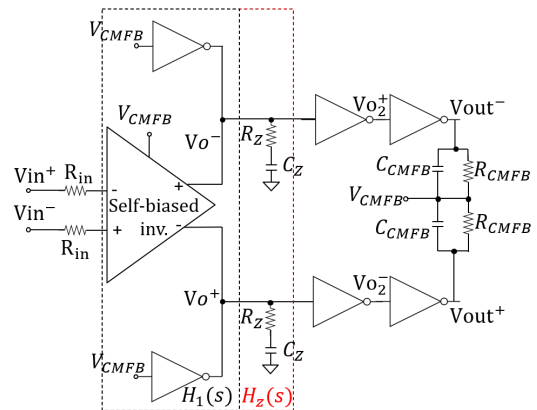 V_CMFB
V_CMFB
Vo^-
R_Z
C_Z
Vo_2^+
Vout^-
R_in
Vin^+
-
+
Self-biased
inv.
-
Vin^-
+
R_in
C_CMFB
R_CMFB
V_CMFB
C_CMFB
R_CMFB
Vo^+
R_Z
C_Z
Vo_2^-
Vout^+
V_CMFB
H_1(s)
H_z(s)